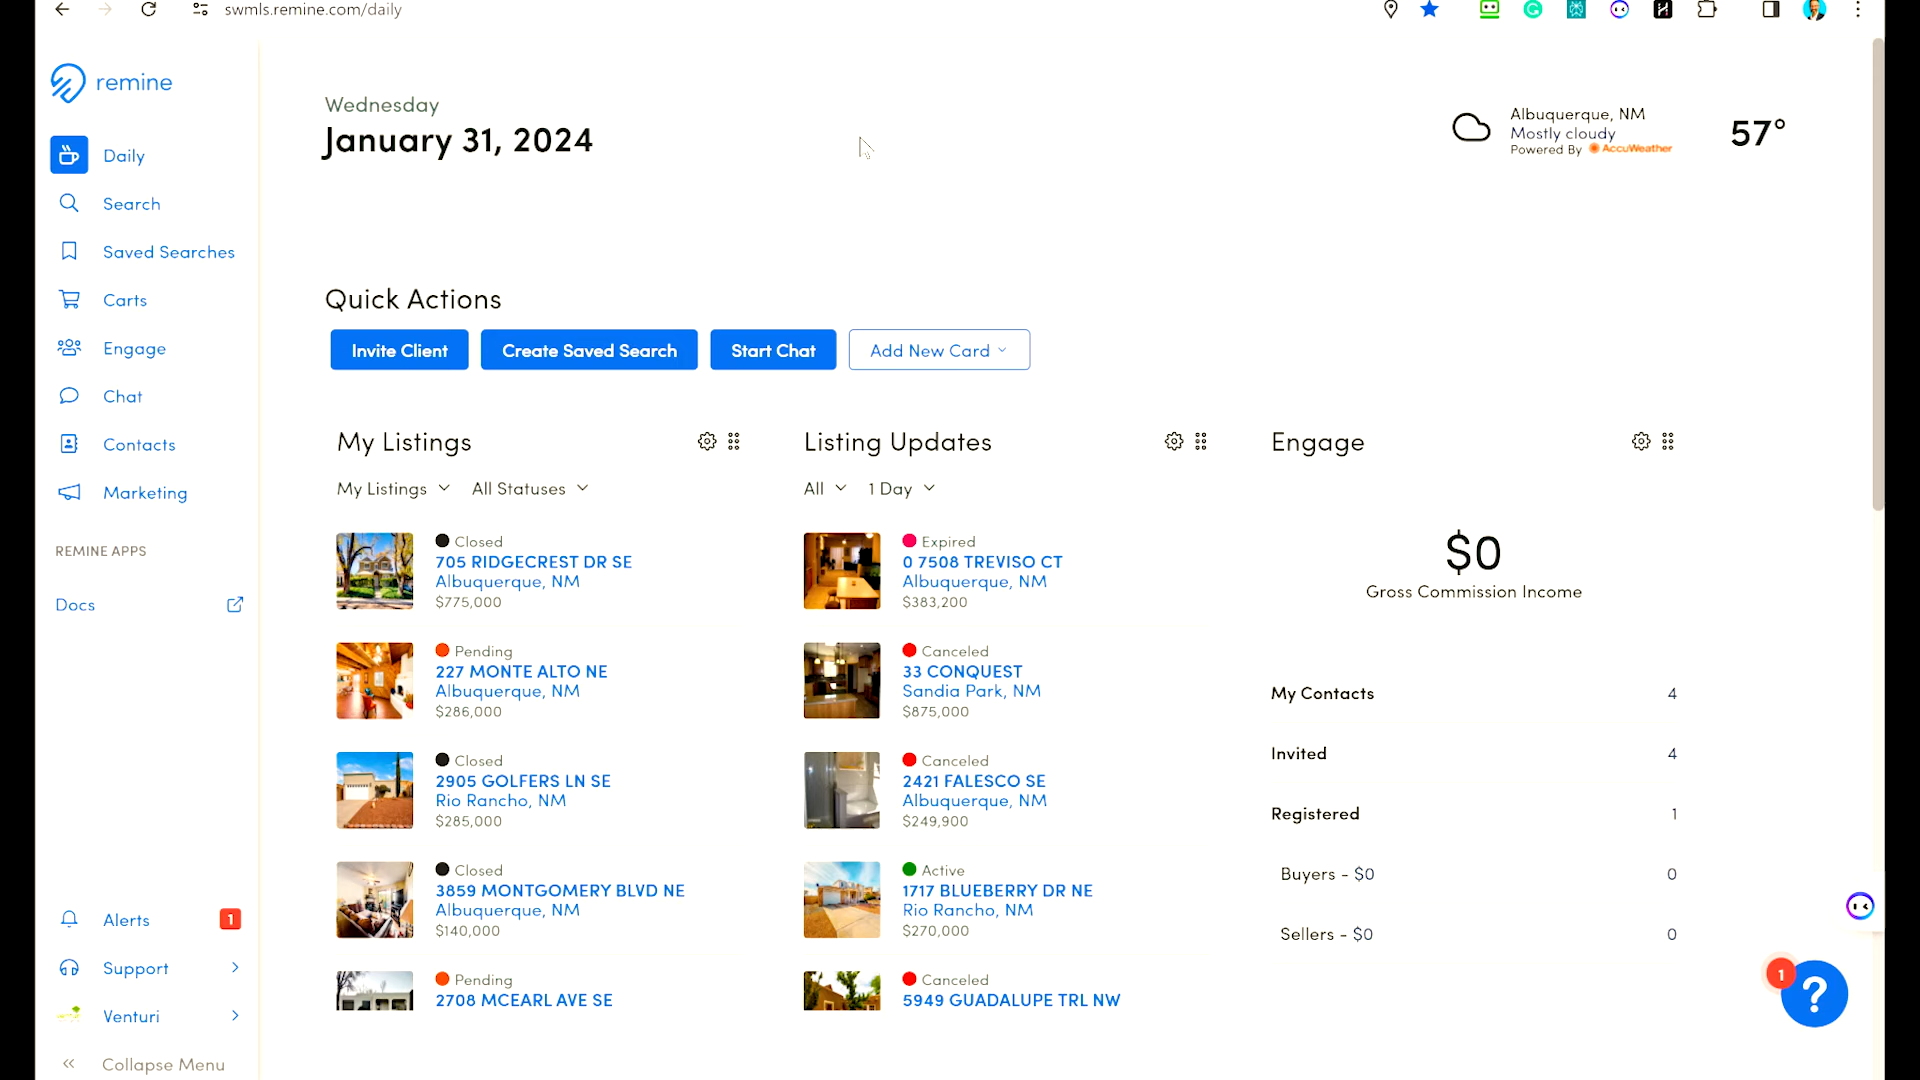 swmls.remine.com/daily
remine
Daily
Search
Saved Searches
Carts
Engage
Chat
Contacts
Marketing
REMINE APPS
Docs
Alerts 1
Support
Venturi
Collapse Menu
Wednesday
January 31, 2024
Albuquerque, NM
Mostly cloudy
Powered By AccuWeather
57°
Quick Actions
Invite Client
Create Saved Search
Start Chat
Add New Card
My Listings
My Listings All Statuses
Closed
705 RIDGECREST DR SE
Albuquerque, NM
$775,000
Pending
227 MONTE ALTO NE
Albuquerque, NM
$286,000
Closed
2905 GOLFERS LN SE
Rio Rancho, NM
$285,000
Closed
3859 MONTGOMERY BLVD NE
Albuquerque, NM
$140,000
Pending
2708 MCEARL AVE SE
Listing Updates
All 1 Day
Expired
0 7508 TREVISO CT
Albuquerque, NM
$383,200
Canceled
33 CONQUEST
Sandia Park, NM
$875,000
Canceled
2421 FALESCO SE
Albuquerque, NM
$249,900
Active
1717 BLUEBERRY DR NE
Rio Rancho, NM
$270,000
Canceled
5949 GUADALUPE TRL NW
Engage
$0
Gross Commission Income
My Contacts 4
Invited 4
Registered 1
Buyers - $0 0
Sellers - $0 0
1
?